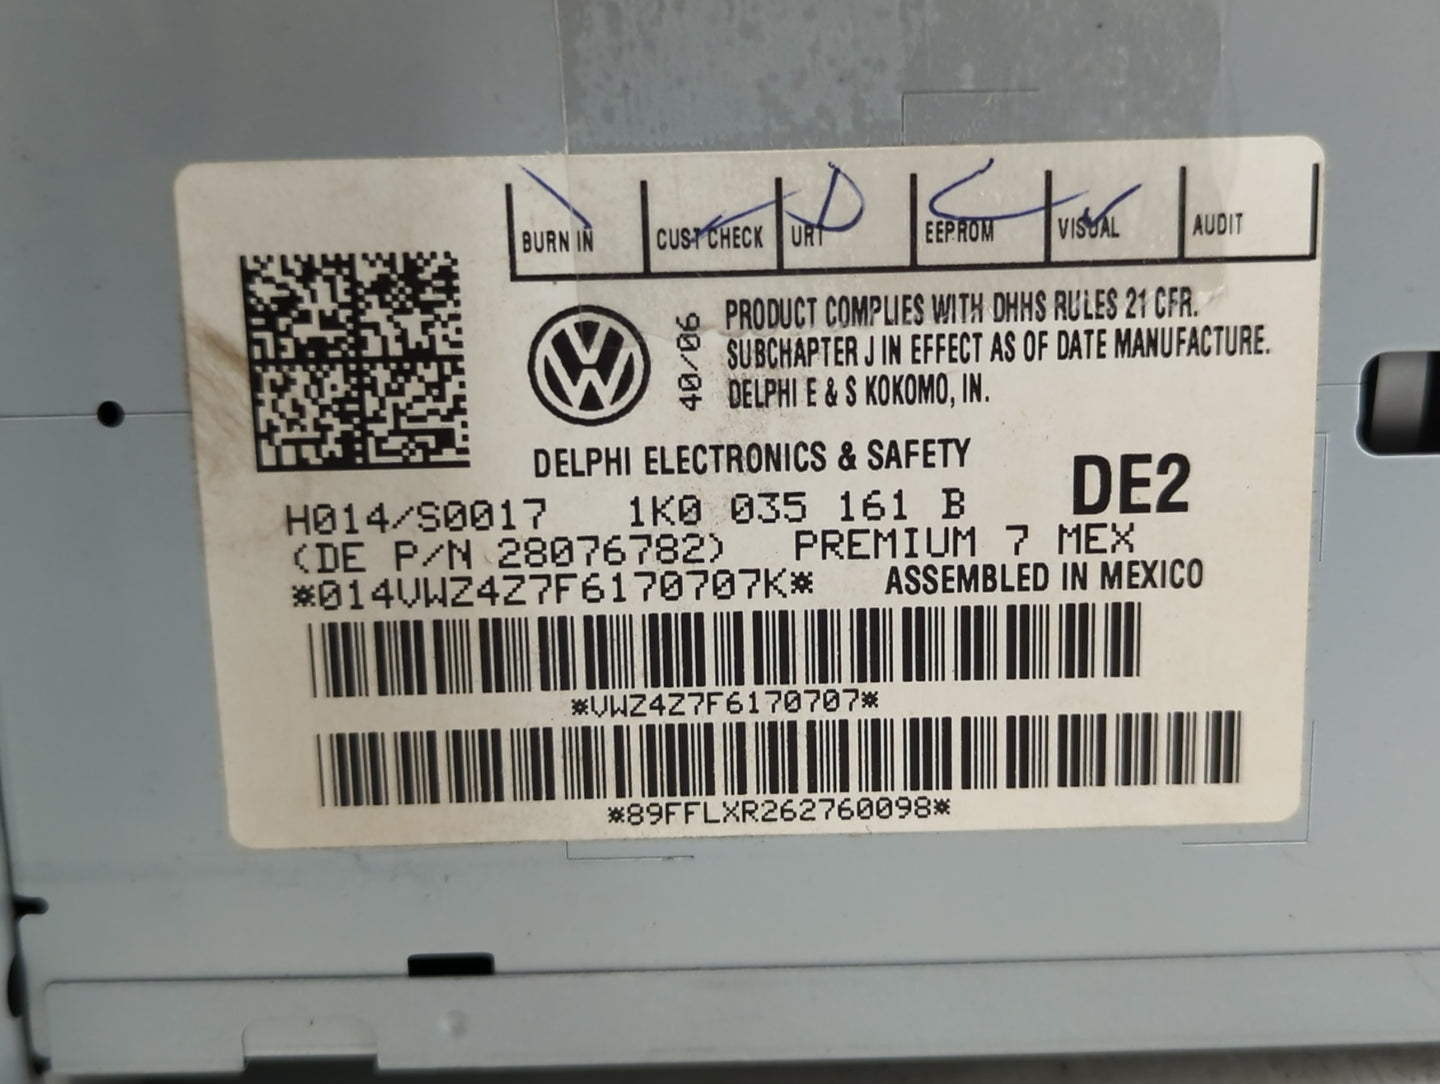 BURN IN CUST CHECK URT EEPROM VISUAL AUDIT
40/06
PRODUCT COMPLIES WITH DHHS RULES 21 CFR.
SUBCHAPTER J IN EFFECT AS OF DATE MANUFACTURE.
DELPHI E & S KOKOMO, IN.
DELPHI ELECTRONICS & SAFETY
DE2
H014/S0017 1K0 035 161 B
(DE P/N 28076782) PREMIUM 7 MEX
*014VWZ4Z7F6170707K* ASSEMBLED IN MEXICO
*VWZ4Z7F6170707*
*89FFLXR262760098*